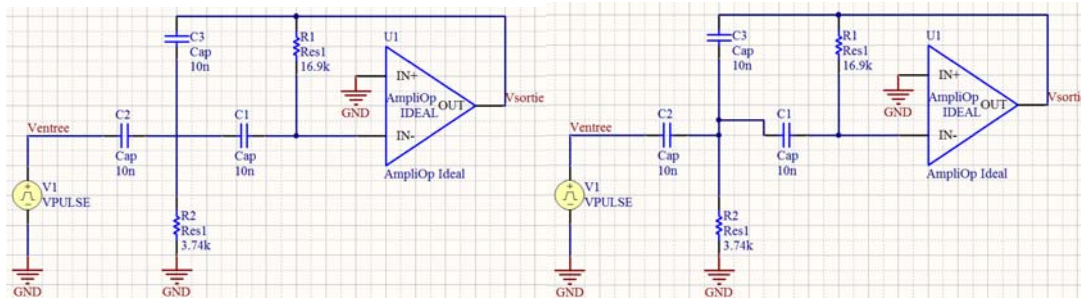 C3
Cap
10n
R1
Res1
16.9k
U1
IN+
AmpliOp
IDEAL
OUT
Vsortie
GND
IN-
AmpliOp Ideal
Ventree
C2
Cap
10n
C1
Cap
10n
V1
VPULSE
R2
Res1
3.74k
GND
GND
C3
Cap
10n
R1
Res1
16.9k
U1
IN+
AmpliOp
IDEAL
OUT
Vsortie
GND
IN-
AmpliOp Ideal
Ventree
C2
Cap
10n
C1
Cap
10n
V1
VPULSE
R2
Res1
3.74k
GND
GND